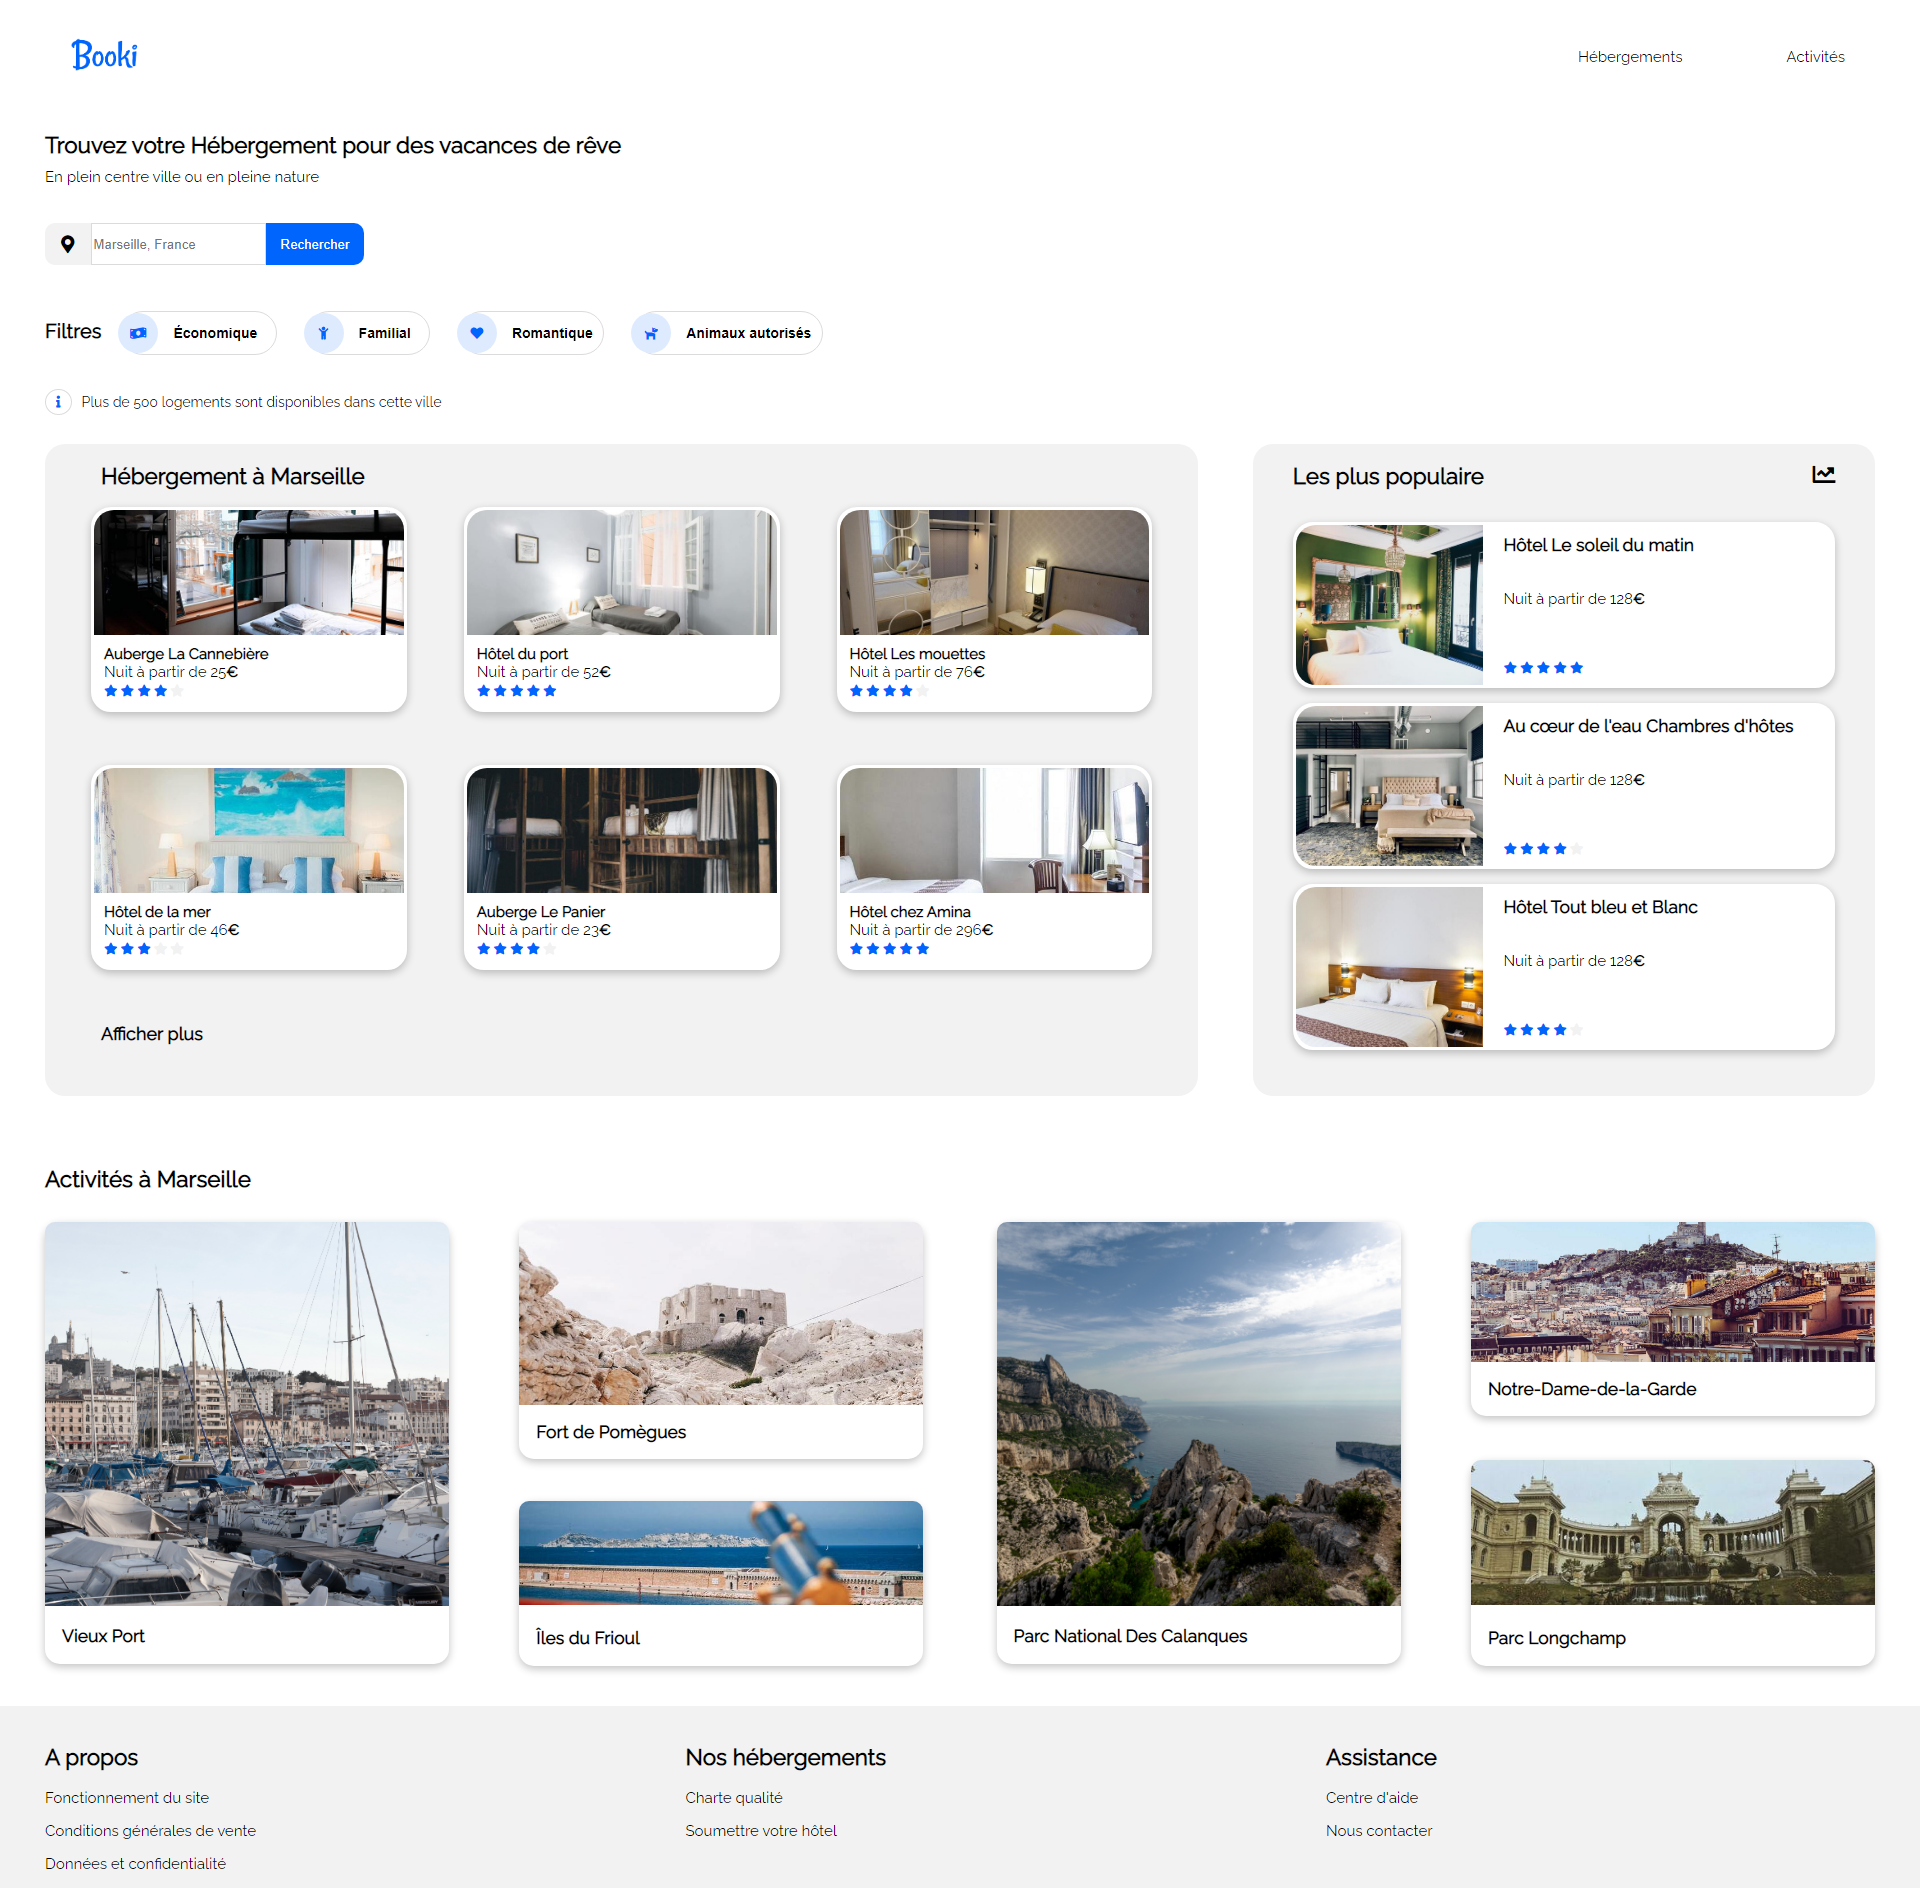 Booki
Hébergements
Activités
Trouvez votre Hébergement pour des vacances de rêve
En plein centre ville ou en pleine nature
Marseille, France
Rechercher
Filtres
Économique
Familial
Romantique
Animaux autorisés
Plus de 500 logements sont disponibles dans cette ville
Hébergement à Marseille
Auberge La Cannebière
Nuit à partir de 25€
Hôtel du port
Nuit à partir de 52€
Hôtel Les mouettes
Nuit à partir de 76€
Hôtel de la mer
Nuit à partir de 46€
Auberge Le Panier
Nuit à partir de 23€
Hôtel chez Amina
Nuit à partir de 296€
Afficher plus
Les plus populaire
Hôtel Le soleil du matin
Nuit à partir de 128€
Au cœur de l'eau Chambres d'hôtes
Nuit à partir de 128€
Hôtel Tout bleu et Blanc
Nuit à partir de 128€
Activités à Marseille
Vieux Port
Fort de Pomègues
Îles du Frioul
Parc National Des Calanques
Notre-Dame-de-la-Garde
Parc Longchamp
A propos
Fonctionnement du site
Conditions générales de vente
Données et confidentialité
Nos hébergements
Charte qualité
Soumettre votre hôtel
Assistance
Centre d'aide
Nous contacter